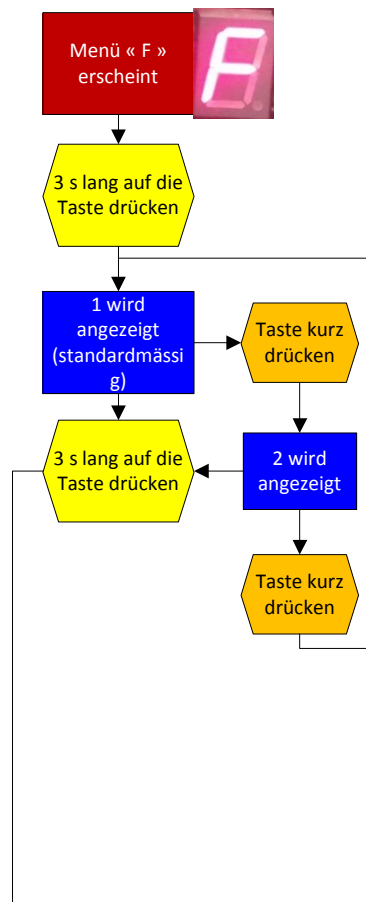 Menü « F »
erscheint
F
3 s lang auf die
Taste drücken
1 wird
angezeigt
(standardmässi
g)
Taste kurz
drücken
3 s lang auf die
Taste drücken
2 wird
angezeigt
Taste kurz
drücken